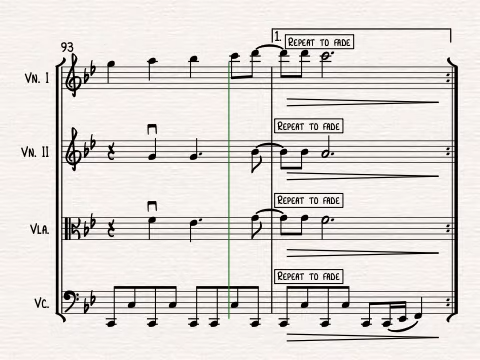 1.
Repeat to fade
93
Vn. I
Repeat to fade
Vn. II
Repeat to fade
Vla.
Repeat to fade
Vc.